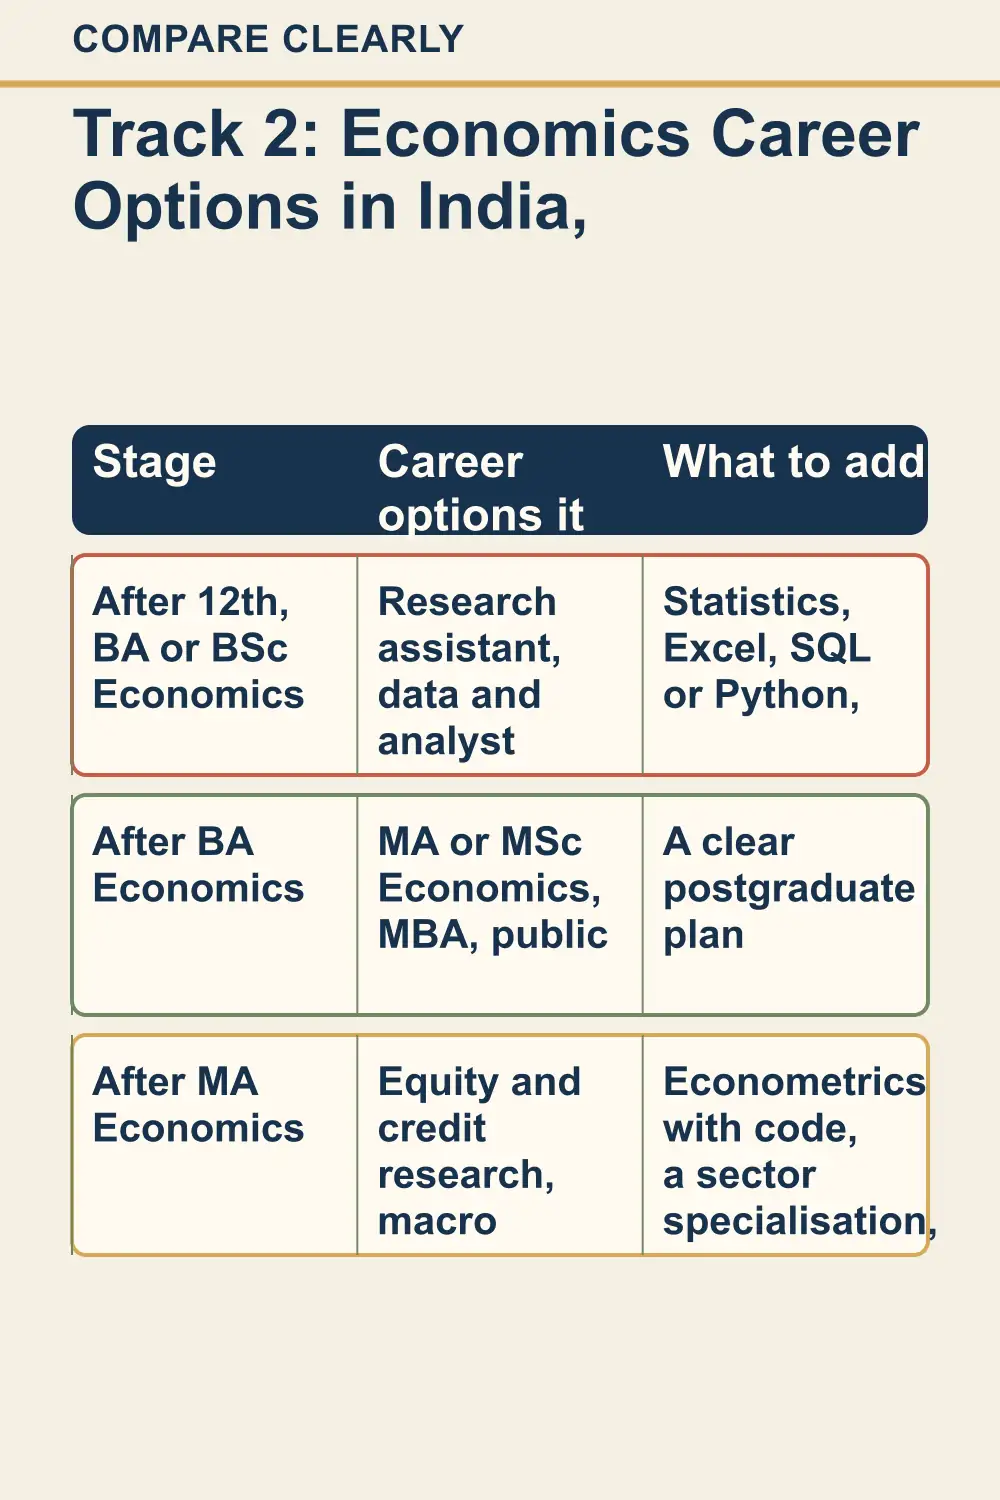 COMPARE CLEARLY
Track 2: Economics Career
Options in India,
Stage
Career
options it
What to add
After 12th,
BA or BSc
Economics
Research
assistant,
data and
analyst
Statistics,
Excel, SQL
or Python,
After BA
Economics
MA or MSc
Economics,
MBA, public
A clear
postgraduate
plan
After MA
Economics
Equity and
credit
research,
macro
Econometrics
with code,
a sector
specialisation,